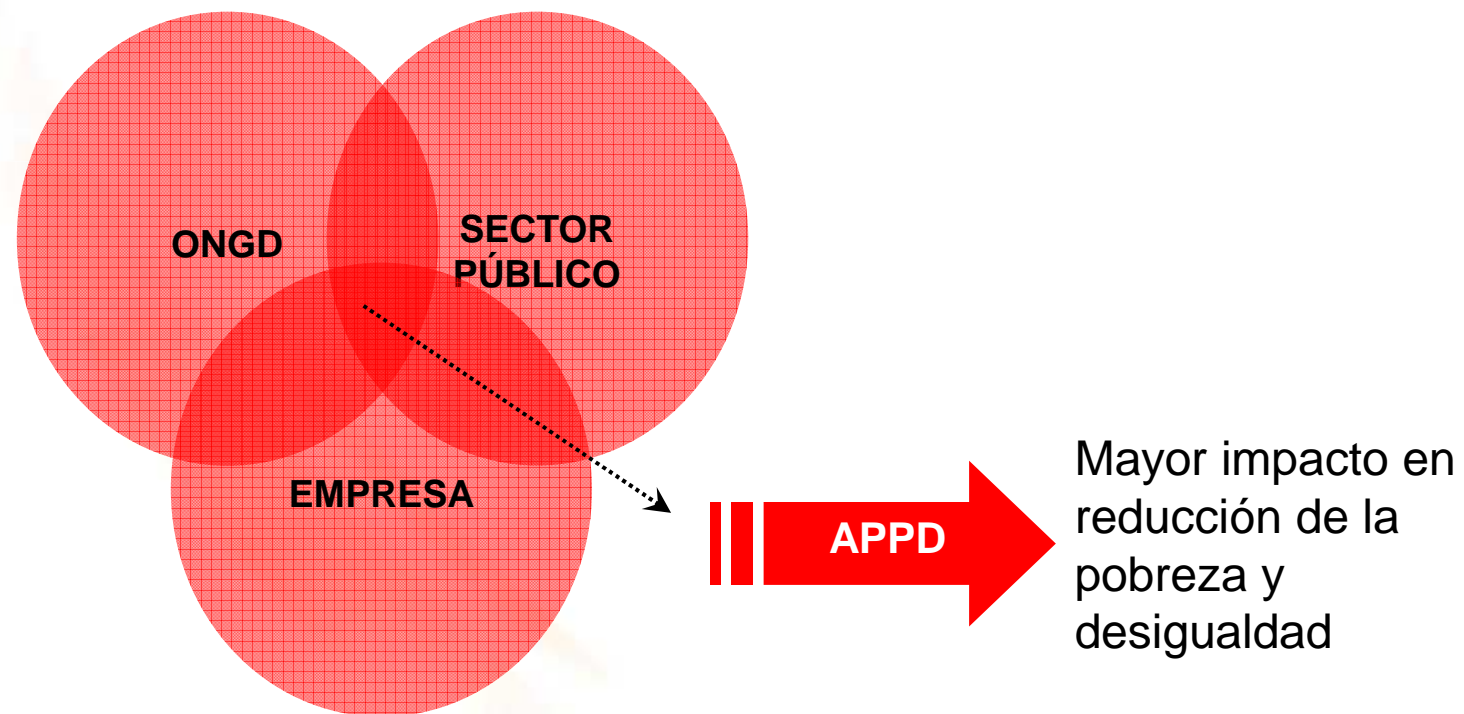 ONGD
SECTOR
PÚBLICO
EMPRESA
APPD
Mayor impacto en
reducción de la
pobreza y
desigualdad